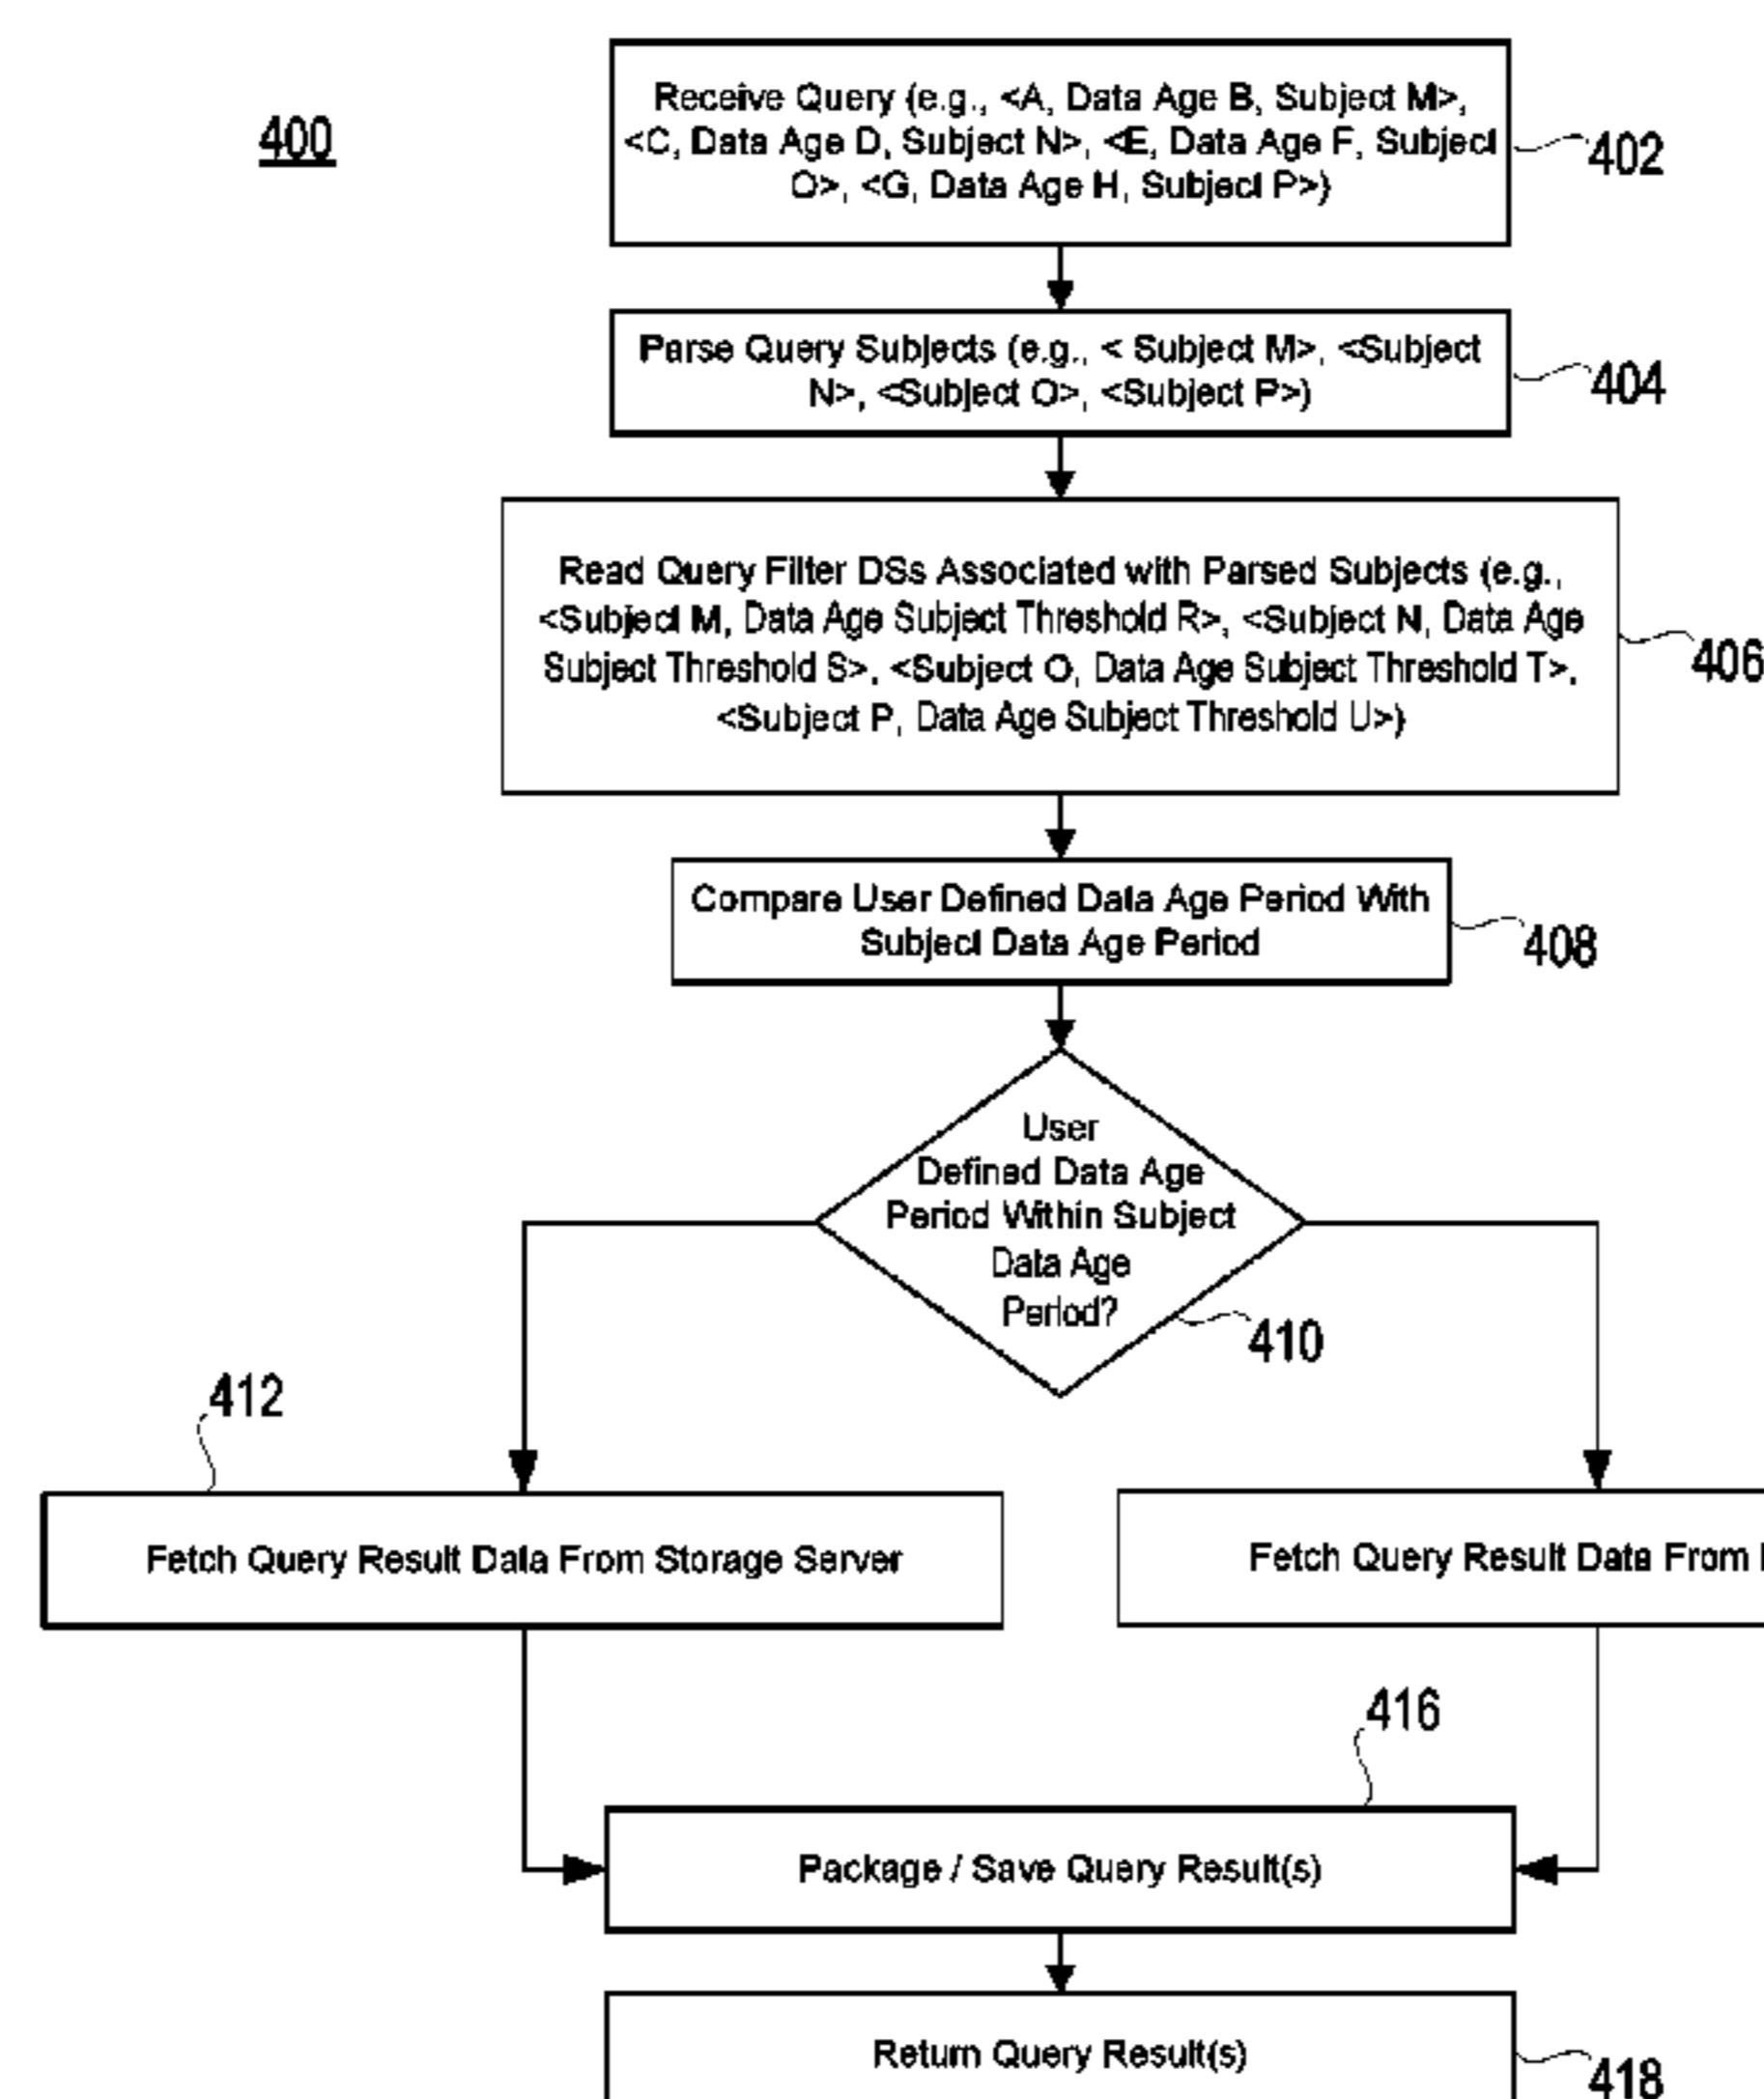 400
Receive Query (e.g., <A, Data Age B, Subject M>,
<C, Data Age D, Subject N>, <E, Data Age F, Subject
O>, <G, Data Age H, Subject P>)
402
Parse Query Subjects (e.g., < Subject M>, <Subject
N>, <Subject O>, <Subject P>)
404
Read Query Filter DSs Associated with Parsed Subjects (e.g.,
<Subject M, Data Age Subject Threshold R>, <Subject N, Data Age
Subject Threshold S>, <Subject O, Data Age Subject Threshold T>,
<Subject P, Data Age Subject Threshold U>)
406
Compare User Defined Data Age Period With
Subject Data Age Period
408
User
Defined Data Age
Period Within Subject
Data Age
Period?
410
412
Fetch Query Result Data From Storage Server
Fetch Query Result Data From
416
Package / Save Query Result(s)
Return Query Result(s)
418